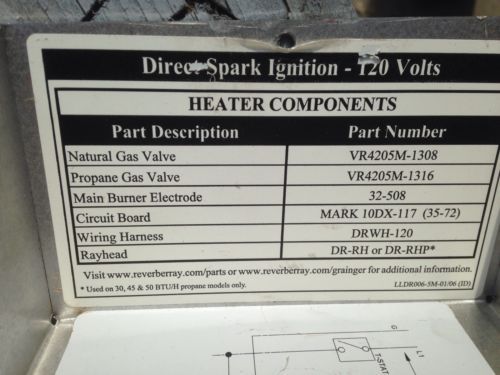 Direct Spark Ignition - 120 Volts
HEATER COMPONENTS
Part Description Part Number
Natural Gas Valve VR4205M-1308
Propane Gas Valve VR4205M-1316
Main Burner Electrode 32-508
Circuit Board MARK 10DX-117 (35-72)
Wiring Harness DRWH-120
Rayhead DR-RH or DR-RHP*
Visit www.reverberray.com/parts or www.reverberray.com/grainger for additional information.
* Used on 30, 45 & 50 BTU/H propane models only. LLDR006-5M-01/06 (ID)
G
L1
T-STAT